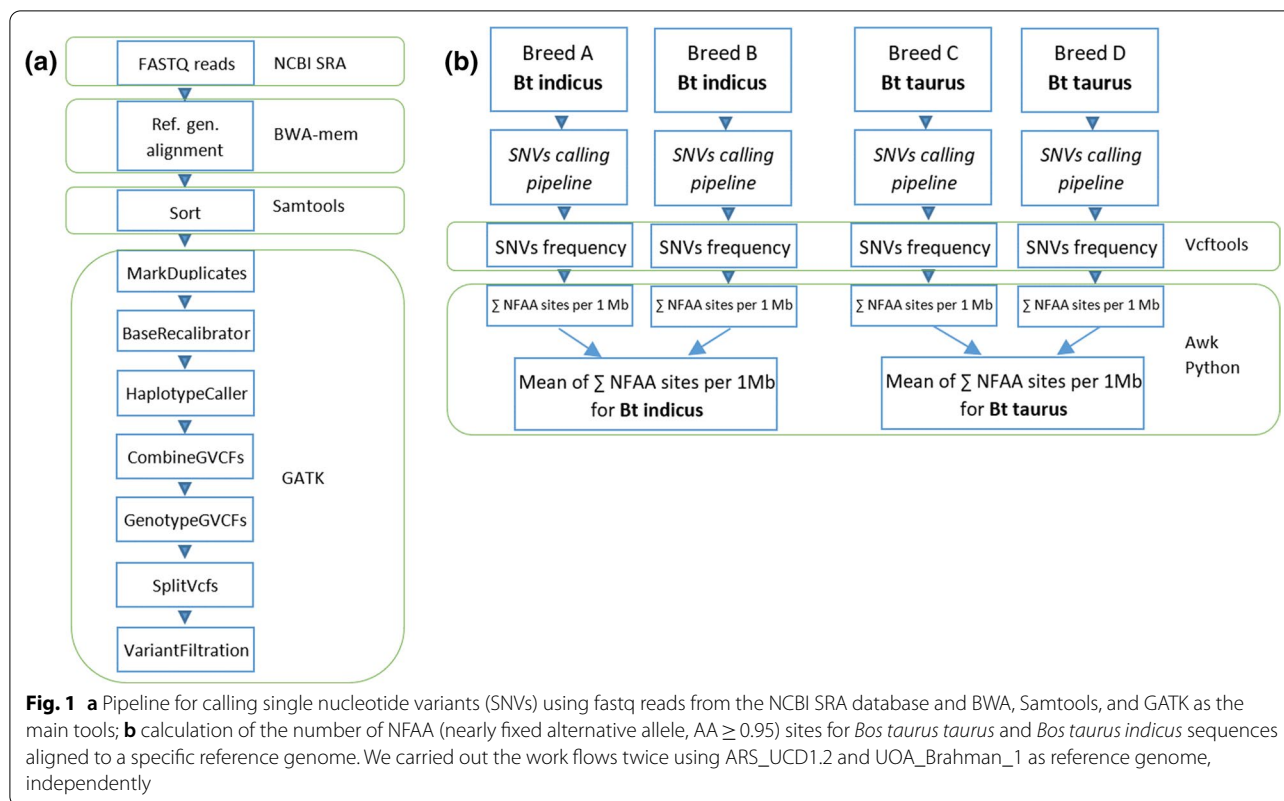 (a)
FASTQ reads
NCBI SRA
Ref. gen.
alignment
BWA-mem
Sort
Samtools
MarkDuplicates
BaseRecalibrator
HaplotypeCaller
CombineGVCFs
GATK
GenotypeGVCFs
SplitVcfs
VariantFiltration
(b)
Breed A
Bt indicus
Breed B
Bt indicus
Breed C
Bt taurus
Breed D
Bt taurus
SNVs calling
pipeline
SNVs calling
pipeline
SNVs calling
pipeline
SNVs calling
pipeline
SNVs frequency
SNVs frequency
SNVs frequency
SNVs frequency
Vcftools
∑ NFAA sites per 1 Mb
∑ NFAA sites per 1 Mb
∑ NFAA sites per 1 Mb
∑ NFAA sites per 1 Mb
Awk
Python
Mean of ∑ NFAA sites per 1Mb
for Bt indicus
Mean of ∑ NFAA sites per 1Mb
for Bt taurus
Fig. 1 a Pipeline for calling single nucleotide variants (SNVs) using fastq reads from the NCBI SRA database and BWA, Samtools, and GATK as the
main tools; b calculation of the number of NFAA (nearly fixed alternative allele, AA ≥ 0.95) sites for Bos taurus taurus and Bos taurus indicus sequences
aligned to a specific reference genome. We carried out the work flows twice using ARS_UCD1.2 and UOA_Brahman_1 as reference genome,
independently